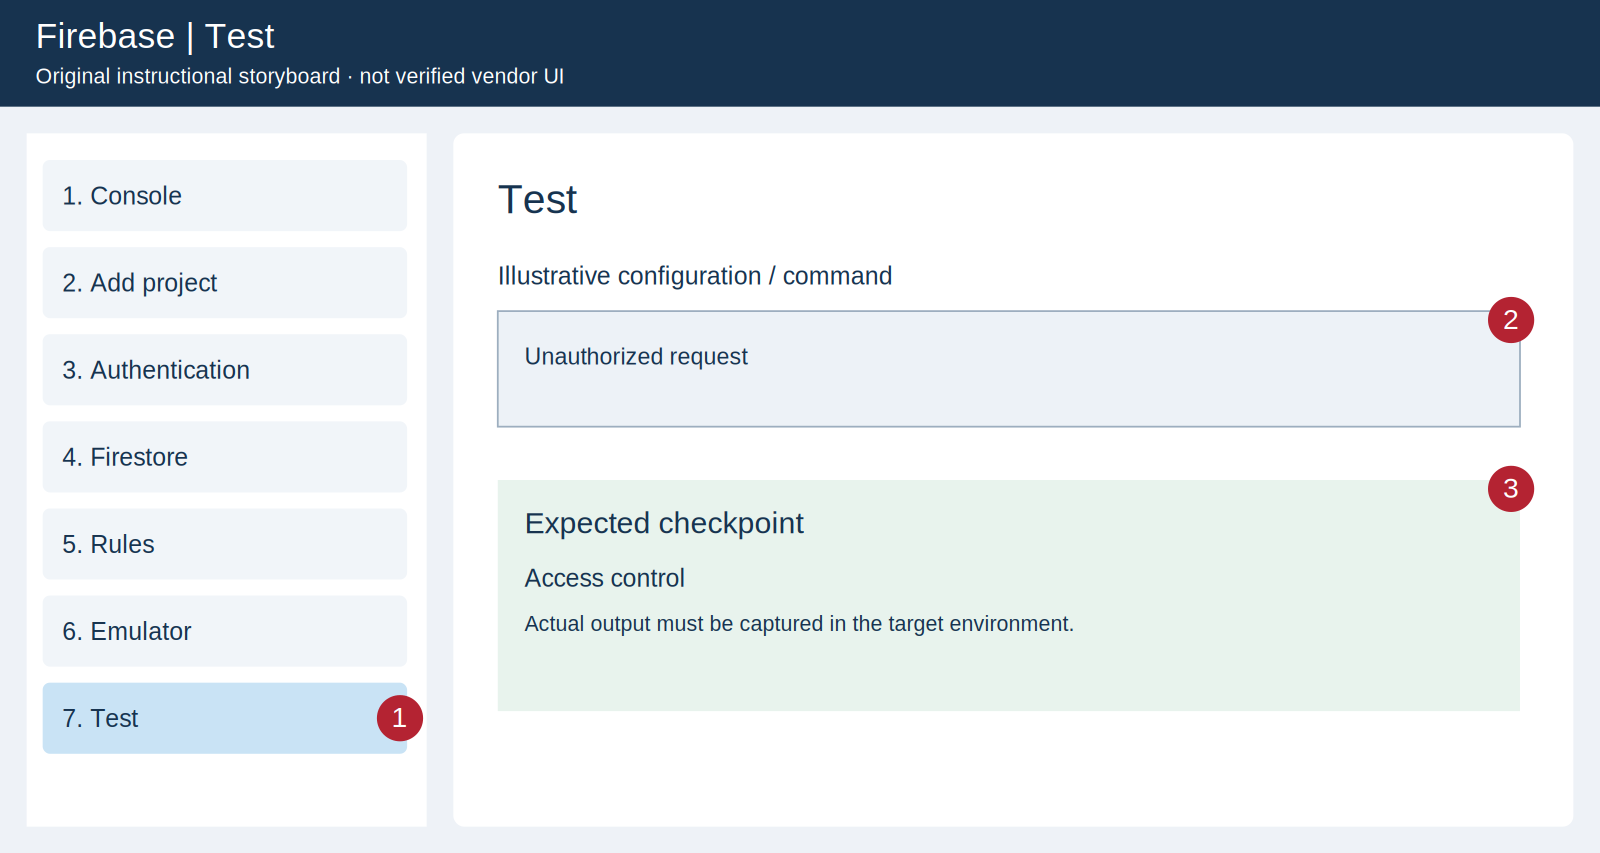 Firebase | Test
Original instructional storyboard · not verified vendor UI
1. Console
2. Add project
3. Authentication
4. Firestore
5. Rules
6. Emulator
7. Test
1
Test
Illustrative configuration / command
2
Unauthorized request
3
Expected checkpoint
Access control
Actual output must be captured in the target environment.